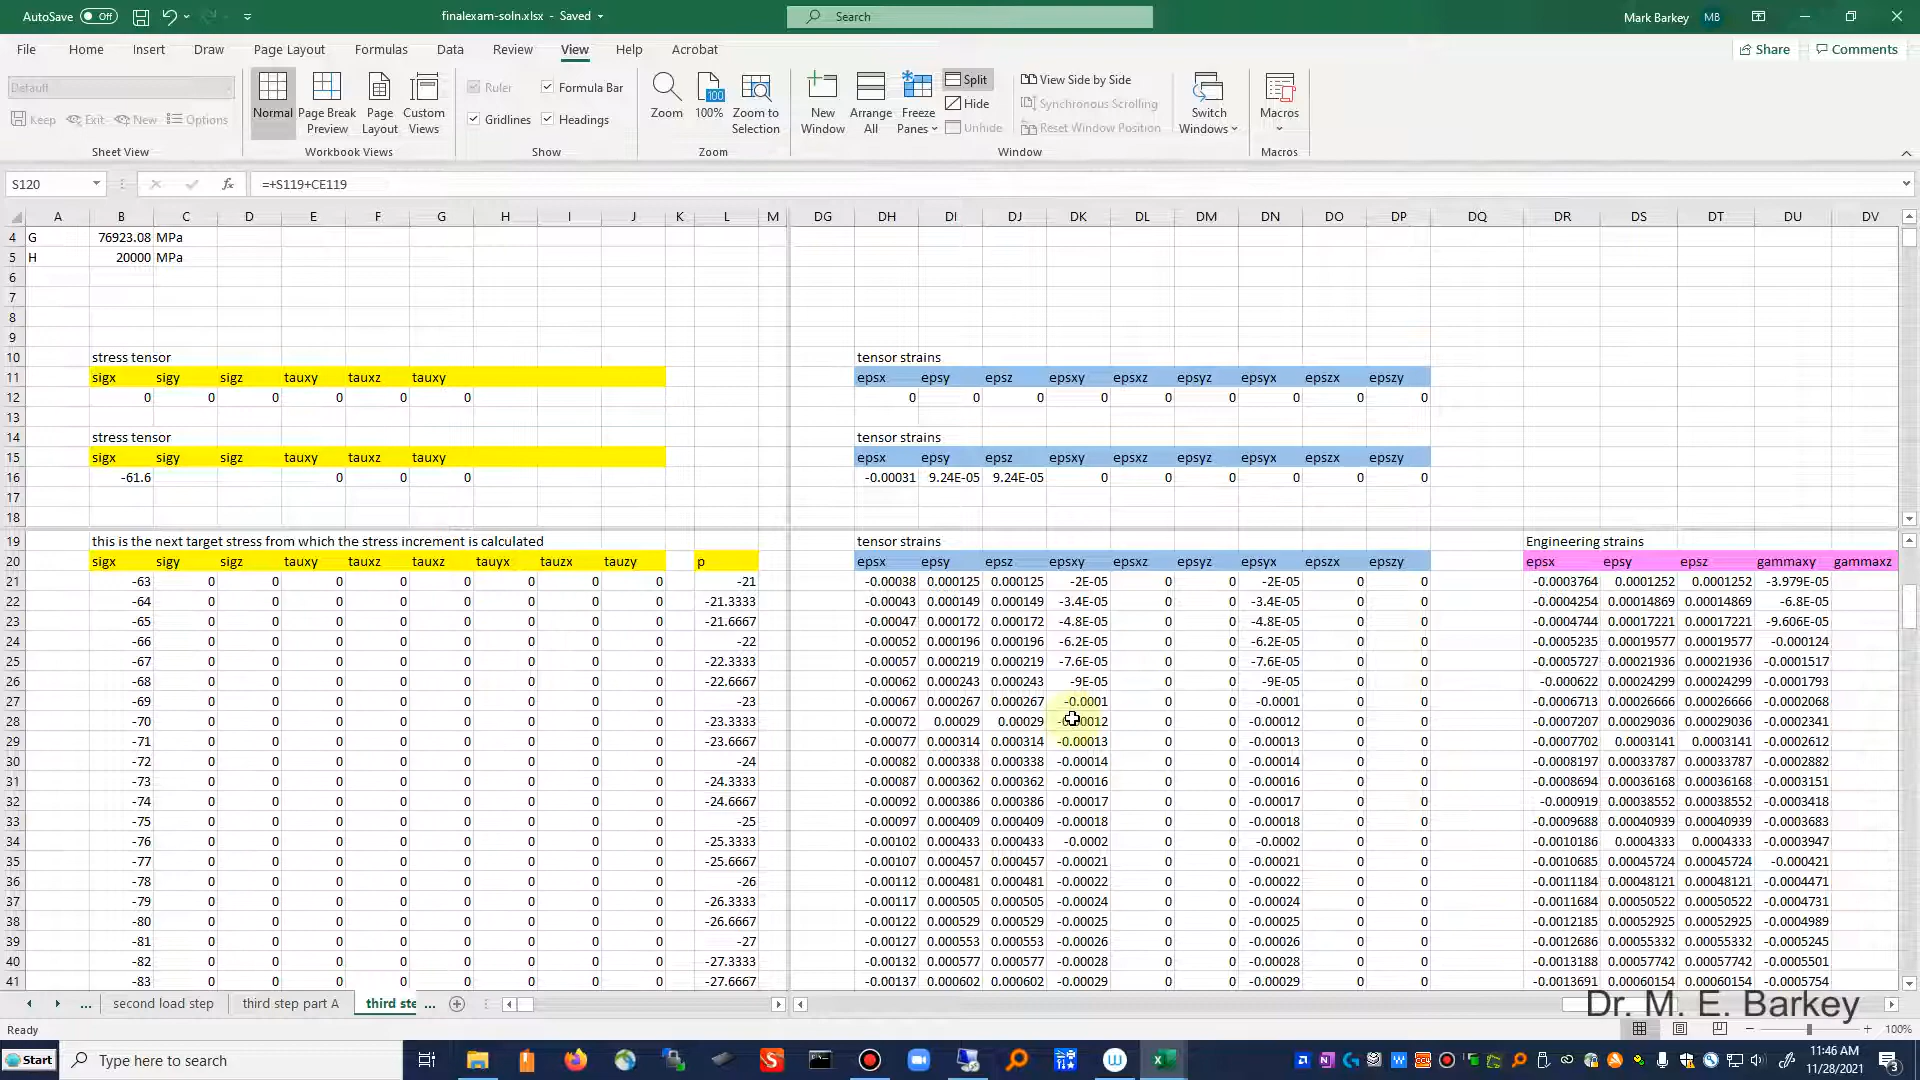 AutoSave Off finalexam-soln.xlsx - Saved Search Mark Barkey MB
File Home Insert Draw Page Layout Formulas Data Review View Help Acrobat Share Comments
Default Keep Exit New Options
Sheet View
Normal Page Break Preview Page Layout Custom Views
Workbook Views
Ruler Formula Bar Gridlines Headings
Show
Zoom 100% Zoom to Selection
Zoom
New Window Arrange All Freeze Panes Split Hide Unhide View Side by Side Synchronous Scrolling Reset Window Position Switch Windows
Window
Macros
Macros
S120 fx =+S119+CE119
A B C D E F G H I J K L M DG DH DI DJ DK DL DM DN DO DP DQ DR DS DT DU DV
4 G 76923.08 MPa
5 H 20000 MPa
6
7
8
9
10 stress tensor tensor strains
11 sigx sigy sigz tauxy tauxz tauxy epsx epsy epsz epsxy epsxz epsyz epsyx epszx epszy
12 0 0 0 0 0 0 0 0 0 0 0 0 0 0 0
13
14 stress tensor tensor strains
15 sigx sigy sigz tauxy tauxz tauxy epsx epsy epsz epsxy epsxz epsyz epsyx epszx epszy
16 -61.6 0 0 0 -0.00031 9.24E-05 9.24E-05 0 0 0 0 0 0
17
18
19 this is the next target stress from which the stress increment is calculated tensor strains Engineering strains
20 sigx sigy sigz tauxy tauxz tauyz tauyx tauzx tauzy p epsx epsy epsz epsxy epsxz epsyz epsyx epszx epszy epsx epsy epsz gammaxy gammaxz
21 -63 0 0 0 0 0 0 0 0 -21 -0.00038 0.000125 0.000125 -2E-05 0 0 -2E-05 0 0 -0.0003764 0.0001252 0.0001252 -3.979E-05
22 -64 0 0 0 0 0 0 0 0 -21.3333 -0.00043 0.000149 0.000149 -3.4E-05 0 0 -3.4E-05 0 0 -0.0004254 0.00014869 0.00014869 -6.8E-05
23 -65 0 0 0 0 0 0 0 0 -21.6667 -0.00047 0.000172 0.000172 -4.8E-05 0 0 -4.8E-05 0 0 -0.0004744 0.00017221 0.00017221 -9.606E-05
24 -66 0 0 0 0 0 0 0 0 -22 -0.00052 0.000196 0.000196 -6.2E-05 0 0 -6.2E-05 0 0 -0.0005235 0.00019577 0.00019577 -0.000124
25 -67 0 0 0 0 0 0 0 0 -22.3333 -0.00057 0.000219 0.000219 -7.6E-05 0 0 -7.6E-05 0 0 -0.0005727 0.00021936 0.00021936 -0.0001517
26 -68 0 0 0 0 0 0 0 0 -22.6667 -0.00062 0.000243 0.000243 -9E-05 0 0 -9E-05 0 0 -0.000622 0.00024299 0.00024299 -0.0001793
27 -69 0 0 0 0 0 0 0 0 -23 -0.00067 0.000267 0.000267 -0.0001 0 0 -0.0001 0 0 -0.0006713 0.00026666 0.00026666 -0.0002068
28 -70 0 0 0 0 0 0 0 0 -23.3333 -0.00072 0.00029 0.00029 -0.00012 0 0 -0.00012 0 0 -0.0007207 0.00029036 0.00029036 -0.0002341
29 -71 0 0 0 0 0 0 0 0 -23.6667 -0.00077 0.000314 0.000314 -0.00013 0 0 -0.00013 0 0 -0.0007702 0.0003141 0.0003141 -0.0002612
30 -72 0 0 0 0 0 0 0 0 -24 -0.00082 0.000338 0.000338 -0.00014 0 0 -0.00014 0 0 -0.0008197 0.00033787 0.00033787 -0.0002882
31 -73 0 0 0 0 0 0 0 0 -24.3333 -0.00087 0.000362 0.000362 -0.00016 0 0 -0.00016 0 0 -0.0008694 0.00036168 0.00036168 -0.0003151
32 -74 0 0 0 0 0 0 0 0 -24.6667 -0.00092 0.000386 0.000386 -0.00017 0 0 -0.00017 0 0 -0.000919 0.00038552 0.00038552 -0.0003418
33 -75 0 0 0 0 0 0 0 0 -25 -0.00097 0.000409 0.000409 -0.00018 0 0 -0.00018 0 0 -0.0009688 0.00040939 0.00040939 -0.0003683
34 -76 0 0 0 0 0 0 0 0 -25.3333 -0.00102 0.000433 0.000433 -0.0002 0 0 -0.0002 0 0 -0.0010186 0.0004333 0.0004333 -0.0003947
35 -77 0 0 0 0 0 0 0 0 -25.6667 -0.00107 0.000457 0.000457 -0.00021 0 0 -0.00021 0 0 -0.0010685 0.00045724 0.00045724 -0.000421
36 -78 0 0 0 0 0 0 0 0 -26 -0.00112 0.000481 0.000481 -0.00022 0 0 -0.00022 0 0 -0.0011184 0.00048121 0.00048121 -0.0004471
37 -79 0 0 0 0 0 0 0 0 -26.3333 -0.00117 0.000505 0.000505 -0.00024 0 0 -0.00024 0 0 -0.0011684 0.00050522 0.00050522 -0.0004731
38 -80 0 0 0 0 0 0 0 0 -26.6667 -0.00122 0.000529 0.000529 -0.00025 0 0 -0.00025 0 0 -0.0012185 0.00052925 0.00052925 -0.0004989
39 -81 0 0 0 0 0 0 0 0 -27 -0.00127 0.000553 0.000553 -0.00026 0 0 -0.00026 0 0 -0.0012686 0.00055332 0.00055332 -0.0005245
40 -82 0 0 0 0 0 0 0 0 -27.3333 -0.00132 0.000577 0.000577 -0.00028 0 0 -0.00028 0 0 -0.0013188 0.00057742 0.00057742 -0.0005501
41 -83 0 0 0 0 0 0 0 0 -27.6667 -0.00137 0.000602 0.000602 -0.00029 0 0 -0.00029 0 0 -0.0013691 0.00060154 0.00060154 -0.0005754
... second load step third step part A third ste ...
Dr. M. E. Barkey
Ready 100%
Start Type here to search 11:46 AM
11/28/2021 3